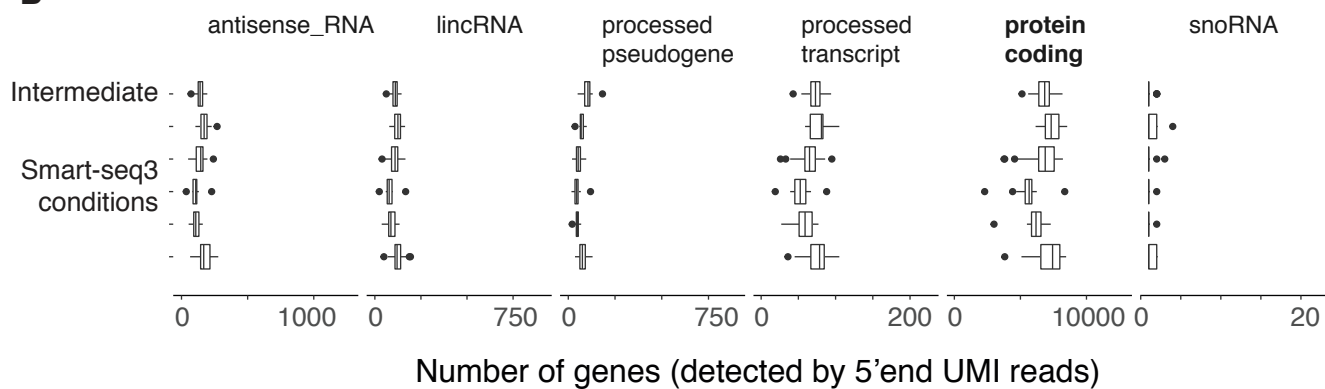 antisense_RNA lincRNA processed processed protein snoRNA
pseudogene transcript coding
Intermediate
Smart-seq3
conditions
0 1000 0 750 0 750 0 200 0 10000 0 20
Number of genes (detected by 5'end UMI reads)